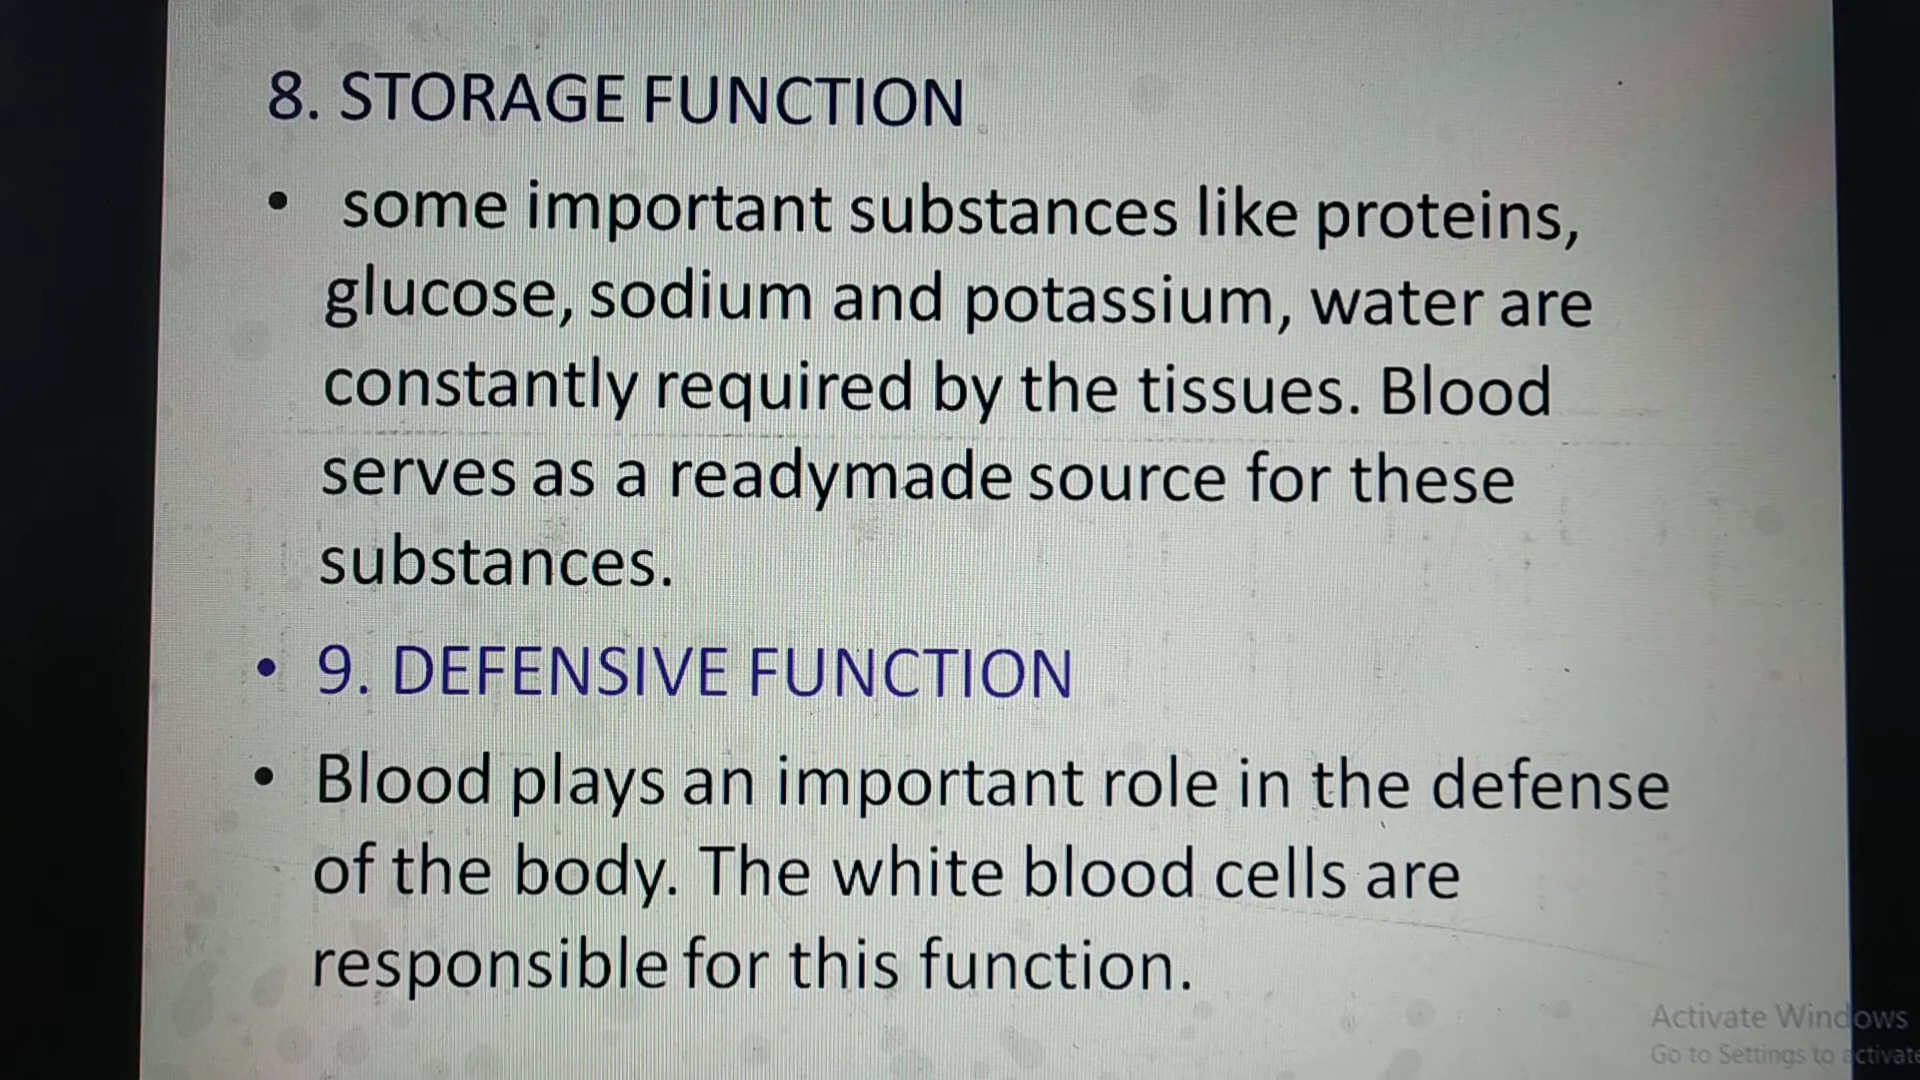 8. STORAGE FUNCTION
• some important substances like proteins,
glucose, sodium and potassium, water are
constantly required by the tissues. Blood
serves as a readymade source for these
substances.
• 9. DEFENSIVE FUNCTION
• Blood plays an important role in the defense
of the body. The white blood cells are
responsible for this function.
Activate Windows
Go to Settings to activate